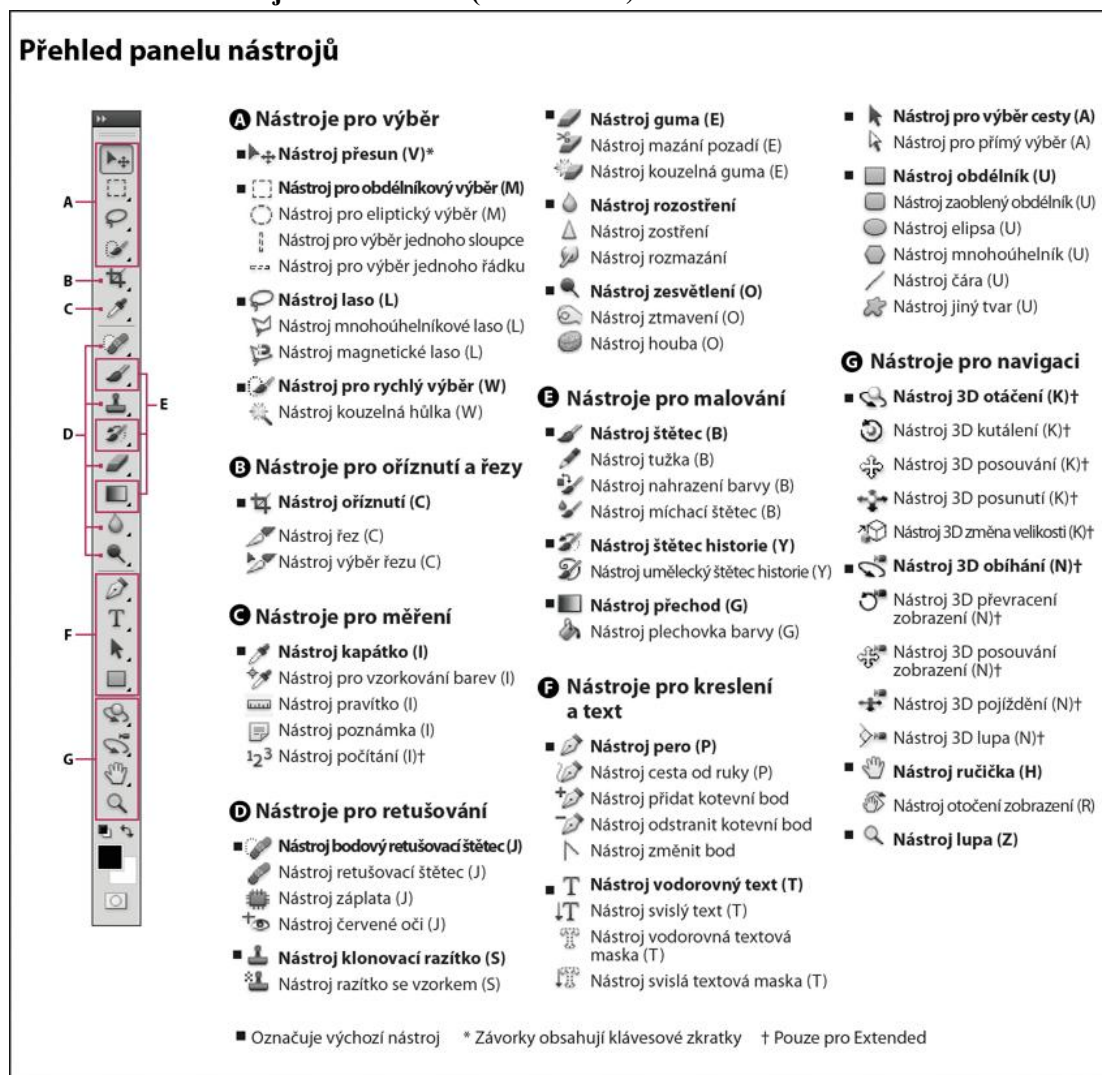 Přehled panelu nástrojů
A
B
C
D
E
F
G
A Nástroje pro výběr
■ Nástroj přesun (V)*
■ Nástroj pro obdélníkový výběr (M)
Nástroj pro eliptický výběr (M)
Nástroj pro výběr jednoho sloupce
Nástroj pro výběr jednoho řádku
■ Nástroj laso (L)
Nástroj mnohoúhelníkové laso (L)
Nástroj magnetické laso (L)
■ Nástroj pro rychlý výběr (W)
Nástroj kouzelná hůlka (W)
B Nástroje pro oříznutí a řezy
■ Nástroj oříznutí (C)
Nástroj řez (C)
Nástroj výběr řezu (C)
C Nástroje pro měření
■ Nástroj kapátko (I)
Nástroj pro vzorkování barev (I)
Nástroj pravítko (I)
Nástroj poznámka (I)
Nástroj počítání (I)†
D Nástroje pro retušování
■ Nástroj bodový retušovací štětec (J)
Nástroj retušovací štětec (J)
Nástroj záplata (J)
Nástroj červené oči (J)
■ Nástroj klonovací razítko (S)
Nástroj razítko se vzorkem (S)
■ Nástroj guma (E)
Nástroj mazání pozadí (E)
Nástroj kouzelná guma (E)
■ Nástroj rozostření
Nástroj zostření
Nástroj rozmazání
■ Nástroj zesvětlení (O)
Nástroj ztmavení (O)
Nástroj houba (O)
E Nástroje pro malování
■ Nástroj štětec (B)
Nástroj tužka (B)
Nástroj nahrazení barvy (B)
Nástroj míchací štětec (B)
■ Nástroj štětec historie (Y)
Nástroj umělecký štětec historie (Y)
■ Nástroj přechod (G)
Nástroj plechovka barvy (G)
F Nástroje pro kreslení
a text
■ Nástroj pero (P)
Nástroj cesta od ruky (P)
Nástroj přidat kotevní bod
Nástroj odstranit kotevní bod
Nástroj změnit bod
■ Nástroj vodorovný text (T)
Nástroj svislý text (T)
Nástroj vodorovná textová
maska (T)
Nástroj svislá textová maska (T)
■ Nástroj pro výběr cesty (A)
Nástroj pro přímý výběr (A)
■ Nástroj obdélník (U)
Nástroj zaoblený obdélník (U)
Nástroj elipsa (U)
Nástroj mnohoúhelník (U)
Nástroj čára (U)
Nástroj jiný tvar (U)
G Nástroje pro navigaci
■ Nástroj 3D otáčení (K)†
Nástroj 3D kutálení (K)†
Nástroj 3D posouvání (K)†
Nástroj 3D posunutí (K)†
Nástroj 3D změna velikosti (K)†
■ Nástroj 3D obíhání (N)†
Nástroj 3D převracení
zobrazení (N)†
Nástroj 3D posouvání
zobrazení (N)†
Nástroj 3D pojíždění (N)†
Nástroj 3D lupa (N)†
■ Nástroj ručička (H)
Nástroj otočení zobrazení (R)
■ Nástroj lupa (Z)
■ Označuje výchozí nástroj * Závorky obsahují klávesové zkratky † Pouze pro Extended